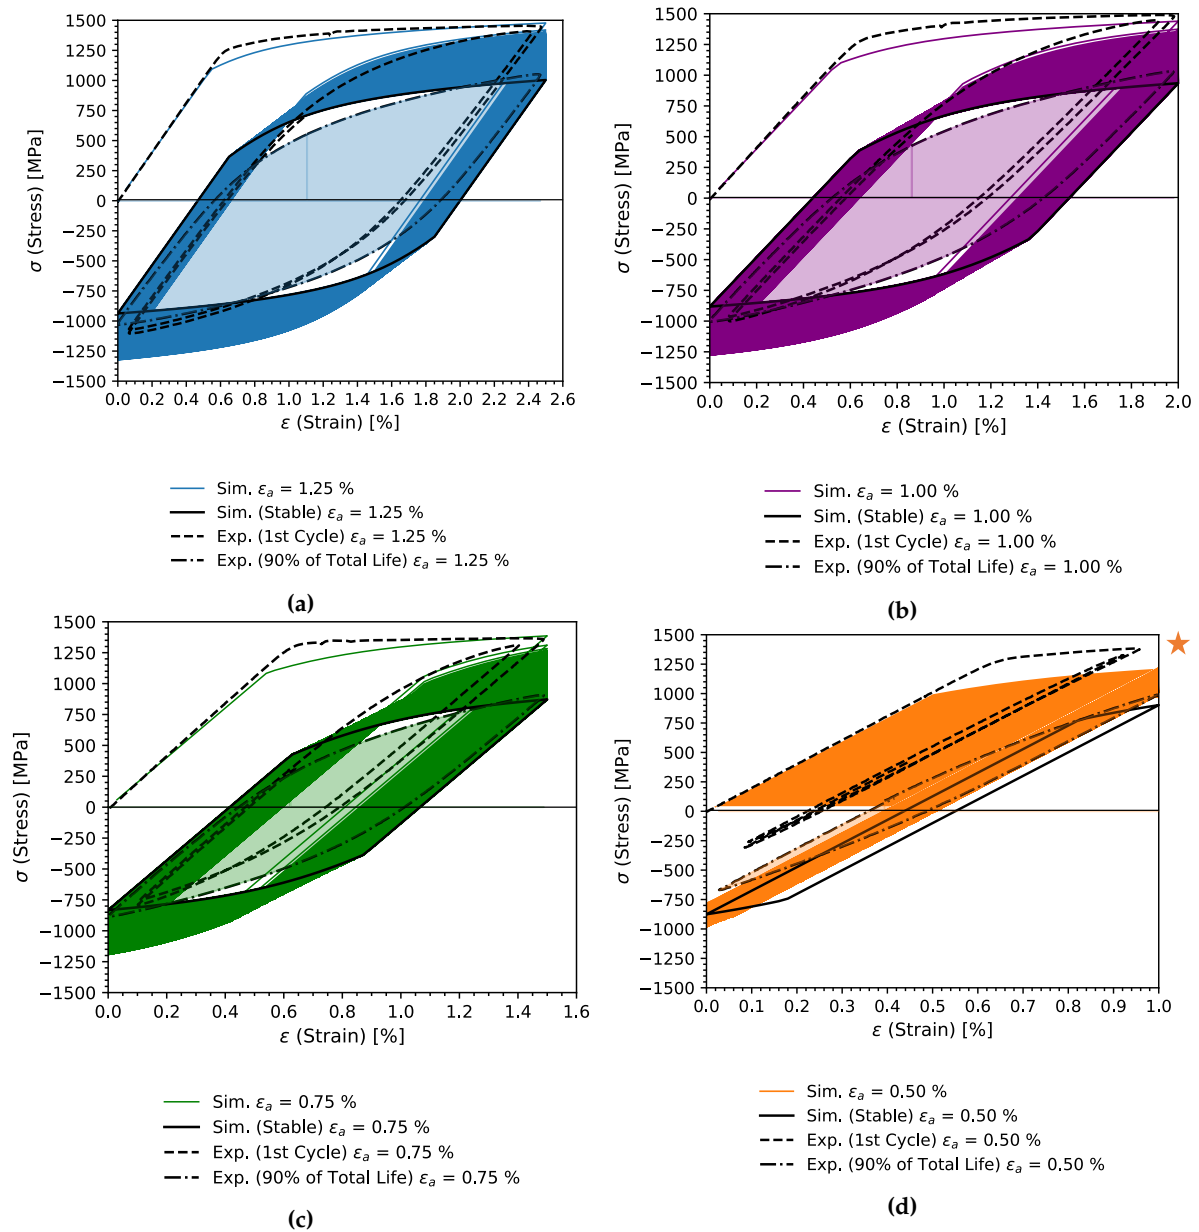 1500
1250
1000
750
500
250
0
−250
−500
−750
−1000
−1250
−1500
σ (Stress) [MPa]
0.0 0.2 0.4 0.6 0.8 1.0 1.2 1.4 1.6 1.8 2.0 2.2 2.4 2.6
ε (Strain) [%]
Sim. εa = 1.25 %
Sim. (Stable) εa = 1.25 %
Exp. (1st Cycle) εa = 1.25 %
Exp. (90% of Total Life) εa = 1.25 %
(a)
1500
1250
1000
750
500
250
0
−250
−500
−750
−1000
−1250
−1500
σ (Stress) [MPa]
0.0 0.2 0.4 0.6 0.8 1.0 1.2 1.4 1.6 1.8 2.0
ε (Strain) [%]
Sim. εa = 1.00 %
Sim. (Stable) εa = 1.00 %
Exp. (1st Cycle) εa = 1.00 %
Exp. (90% of Total Life) εa = 1.00 %
(b)
1500
1250
1000
750
500
250
0
−250
−500
−750
−1000
−1250
−1500
σ (Stress) [MPa]
0.0 0.2 0.4 0.6 0.8 1.0 1.2 1.4 1.6
ε (Strain) [%]
Sim. εa = 0.75 %
Sim. (Stable) εa = 0.75 %
Exp. (1st Cycle) εa = 0.75 %
Exp. (90% of Total Life) εa = 0.75 %
(c)
1500
1250
1000
750
500
250
0
−250
−500
−750
−1000
−1250
−1500
σ (Stress) [MPa]
0.0 0.1 0.2 0.3 0.4 0.5 0.6 0.7 0.8 0.9 1.0
ε (Strain) [%]
Sim. εa = 0.50 %
Sim. (Stable) εa = 0.50 %
Exp. (1st Cycle) εa = 0.50 %
Exp. (90% of Total Life) εa = 0.50 %
(d)